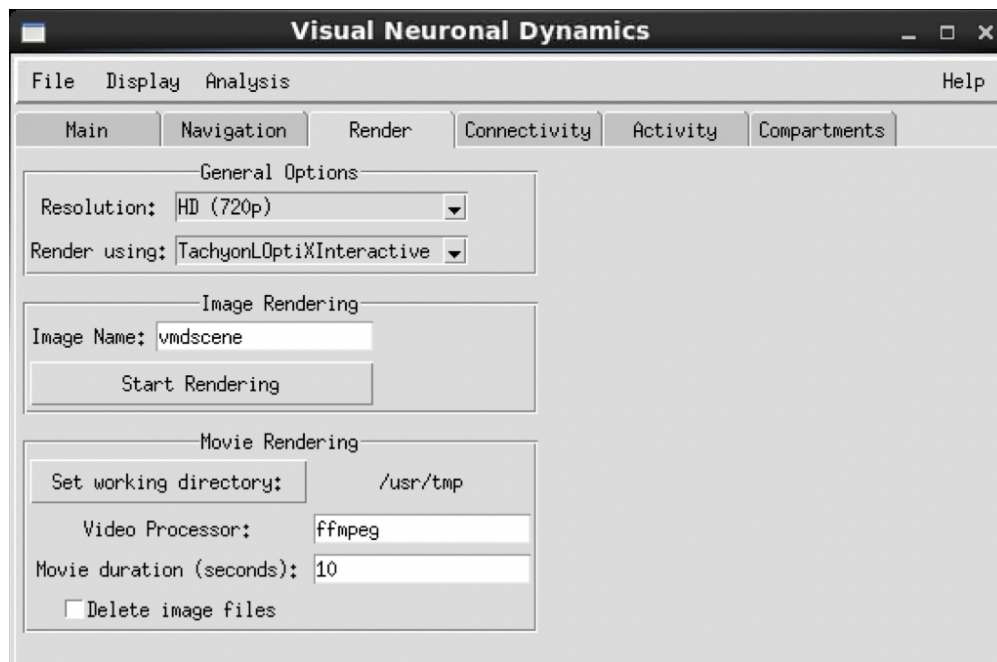 Visual Neuronal Dynamics
File Display Analysis Help
Main Navigation Render Connectivity Activity Compartments
General Options
Resolution: HD (720p)
Render using: TachyonLOptiXInteractive
Image Rendering
Image Name: vmdscene
Start Rendering
Movie Rendering
Set working directory: /usr/tmp
Video Processor: ffmpeg
Movie duration (seconds): 10
Delete image files